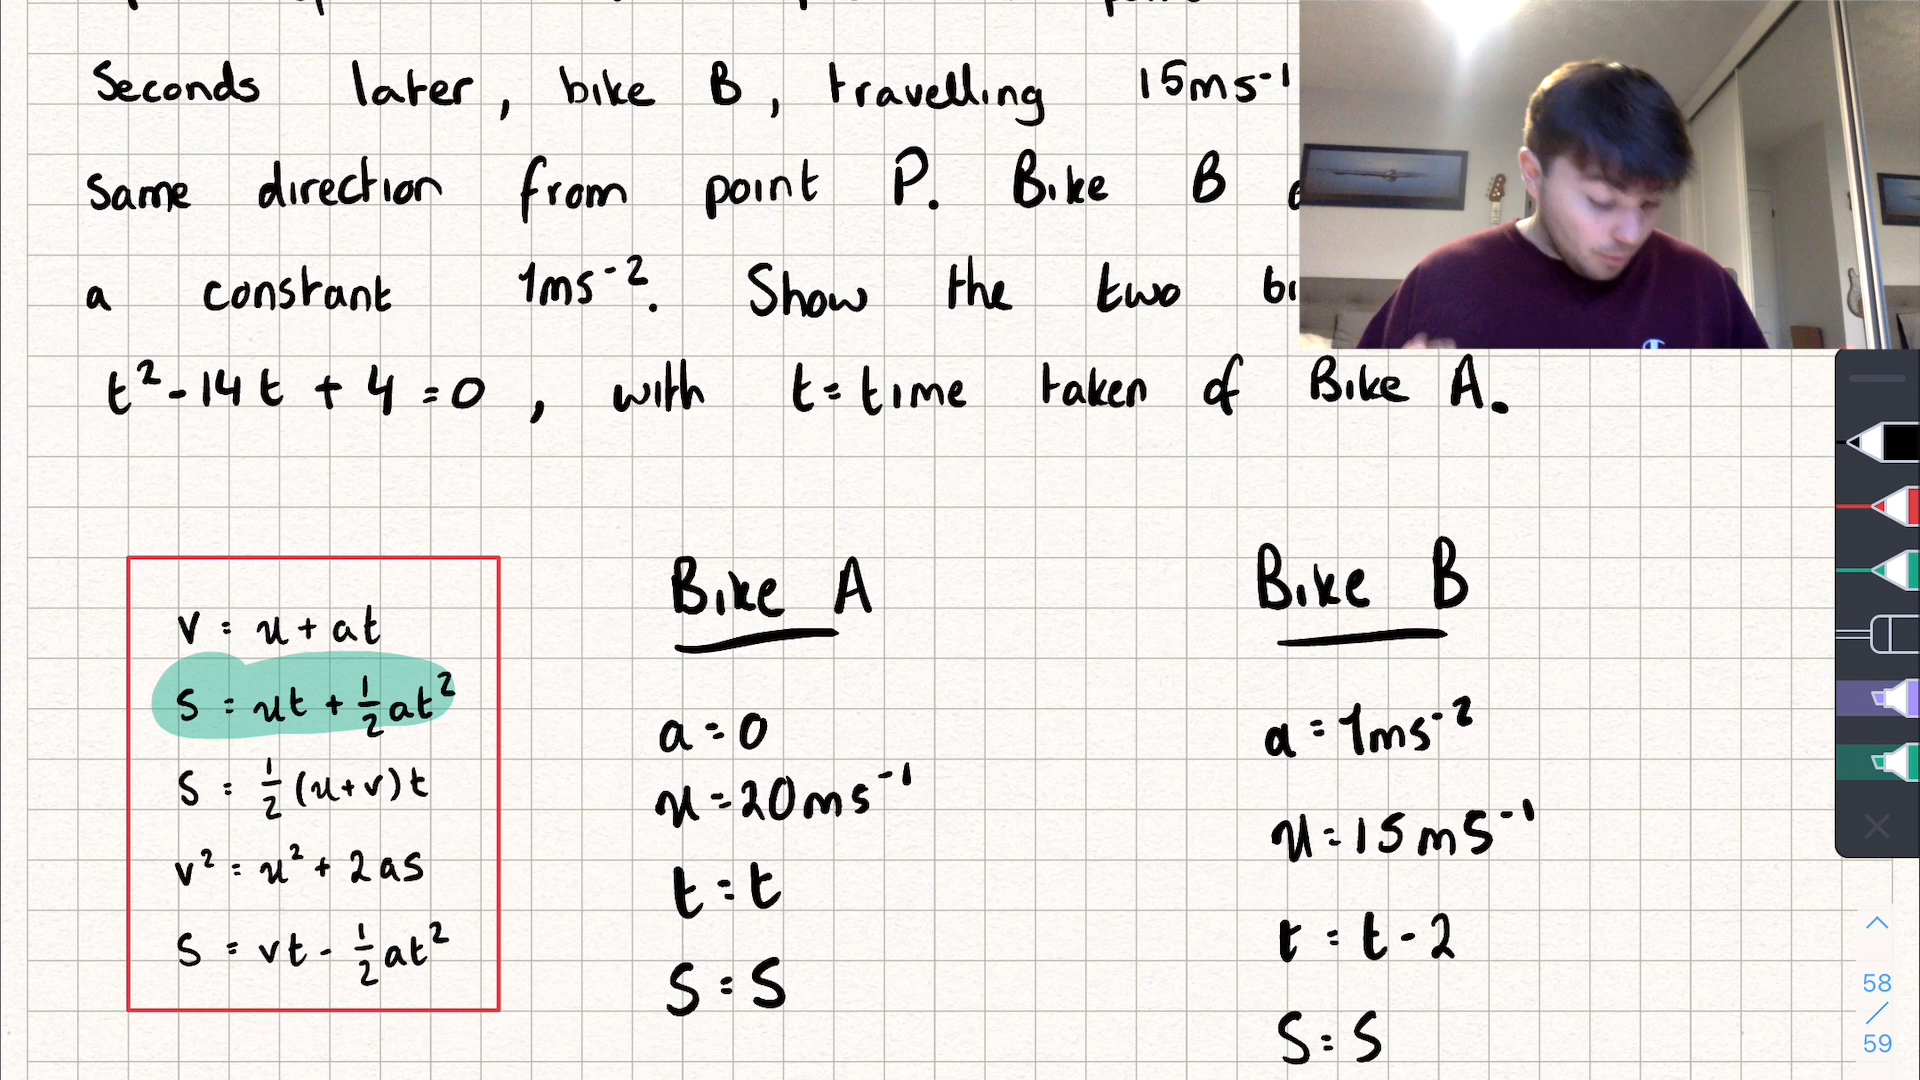 Seconds later, bike B, travelling 15ms⁻¹
same direction from point P. Bike B
a constant 1ms⁻². Show the two
t² - 14t + 4 = 0, with t = time taken of Bike A.
v = u + at
s = ut + ½at²
s = ½(u+v)t
v² = u² + 2as
s = vt - ½at²
Bike A
a = 0
u = 20ms⁻¹
t = t
s = s
Bike B
a = 1ms⁻²
u = 15ms⁻¹
t = t - 2
s = s
58
/
59